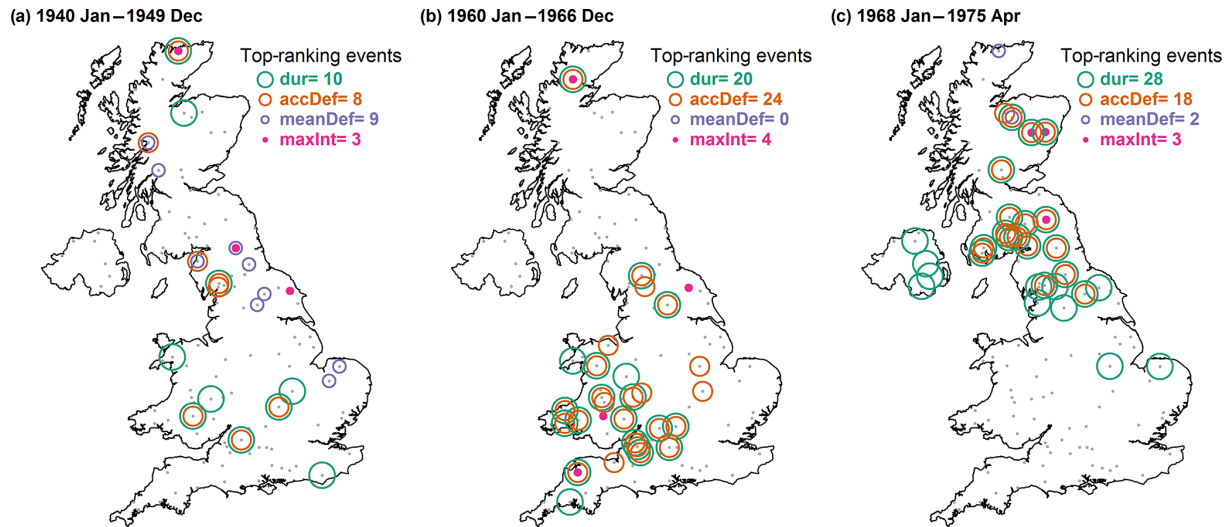 (a) 1940 Jan−1949 Dec
Top-ranking events
dur= 10
accDef= 8
meanDef= 9
maxInt= 3
(b) 1960 Jan−1966 Dec
Top-ranking events
dur= 20
accDef= 24
meanDef= 0
maxInt= 4
(c) 1968 Jan−1975 Apr
Top-ranking events
dur= 28
accDef= 18
meanDef= 2
maxInt= 3